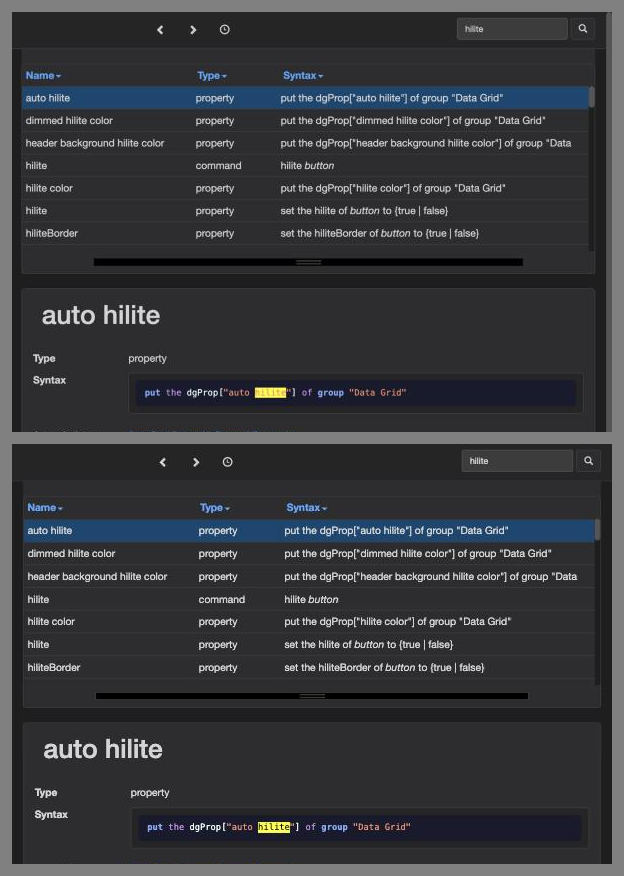 hilite
Name Type Syntax
auto hilite property put the dgProp["auto hilite"] of group "Data Grid"
dimmed hilite color property put the dgProp["dimmed hilite color"] of group "Data Grid"
header background hilite color property put the dgProp["header background hilite color"] of group "Data
hilite command hilite button
hilite color property put the dgProp["hilite color"] of group "Data Grid"
hilite property set the hilite of button to {true | false}
hiliteBorder property set the hiliteBorder of button to {true | false}
auto hilite
Type property
Syntax
put the dgProp["auto hilite"] of group "Data Grid"
hilite
Name Type Syntax
auto hilite property put the dgProp["auto hilite"] of group "Data Grid"
dimmed hilite color property put the dgProp["dimmed hilite color"] of group "Data Grid"
header background hilite color property put the dgProp["header background hilite color"] of group "Data
hilite command hilite button
hilite color property put the dgProp["hilite color"] of group "Data Grid"
hilite property set the hilite of button to {true | false}
hiliteBorder property set the hiliteBorder of button to {true | false}
auto hilite
Type property
Syntax
put the dgProp["auto hilite"] of group "Data Grid"